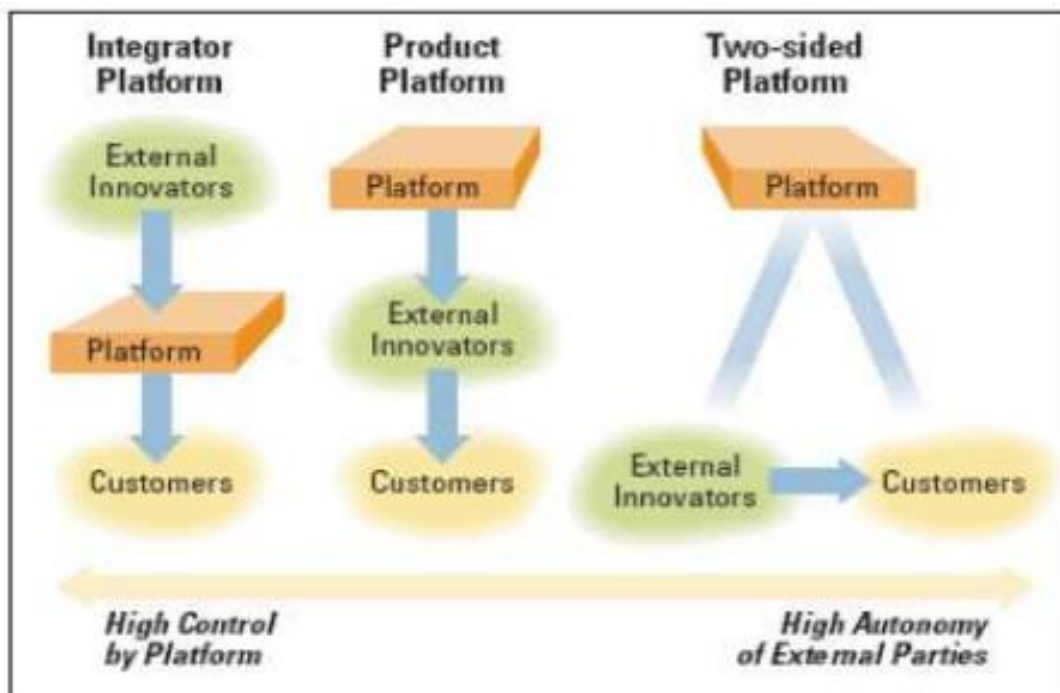 Integrator
Platform
External
Innovators
Platform
Customers
Product
Platform
Platform
External
Innovators
Customers
Two-sided
Platform
Platform
External
Innovators
Customers
High Control
by Platform
High Autonomy
of External Parties